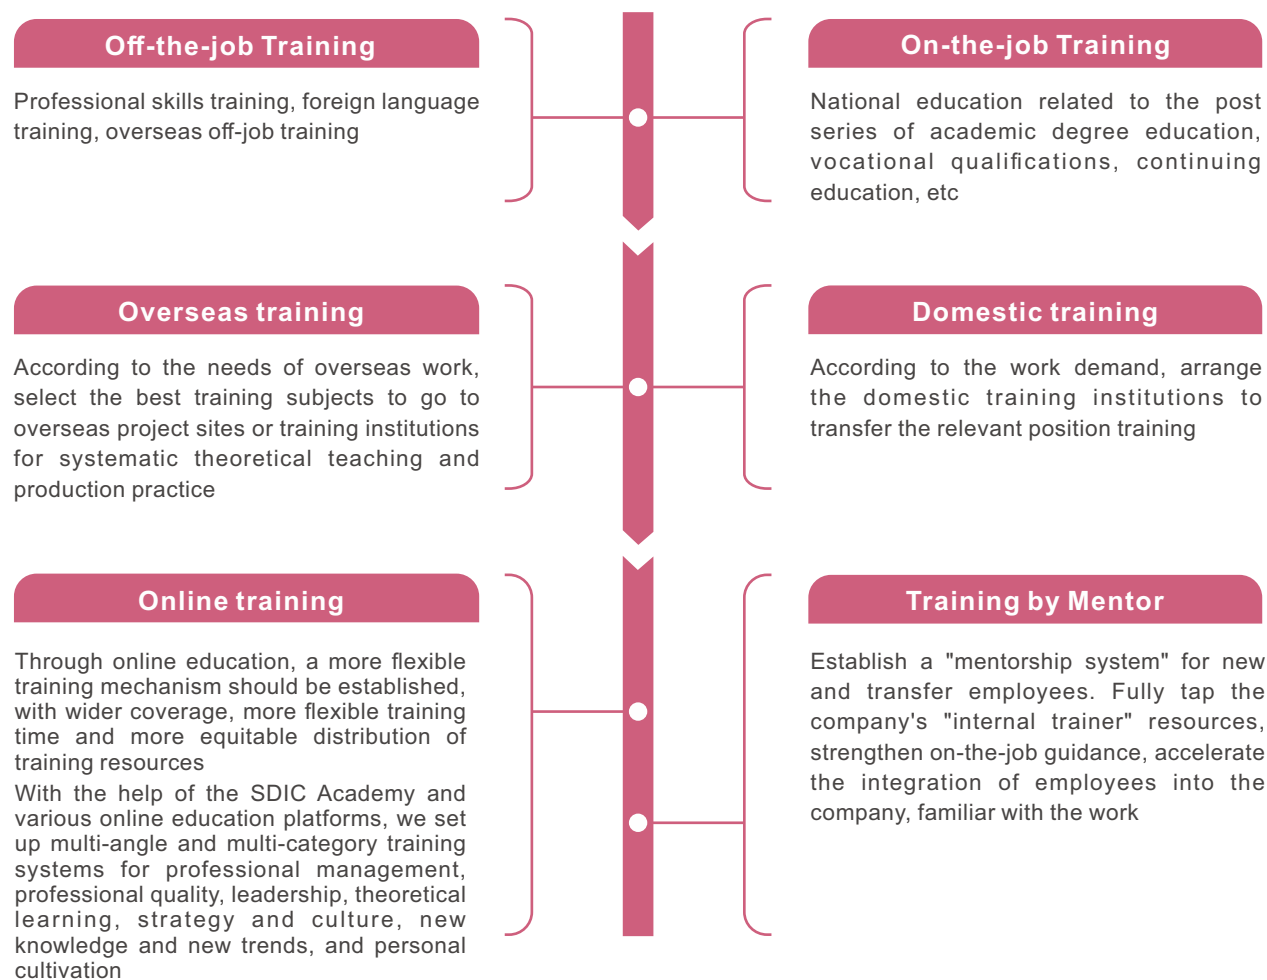 Off-the-job Training
Professional skills training, foreign language
training, overseas off-job training
On-the-job Training
National education related to the post
series of academic degree education,
vocational qualifications, continuing
education, etc
Overseas training
According to the needs of overseas work,
select the best training subjects to go to
overseas project sites or training institutions
for systematic theoretical teaching and
production practice
Domestic training
According to the work demand, arrange
the domestic training institutions to
transfer the relevant position training
Online training
Through online education, a more flexible
training mechanism should be established,
with wider coverage, more flexible training
time and more equitable distribution of
training resources
With the help of the SDIC Academy and
various online education platforms, we set
up multi-angle and multi-category training
systems for professional management,
professional quality, leadership, theoretical
learning, strategy and culture, new
knowledge and new trends, and personal
cultivation
Training by Mentor
Establish a "mentorship system" for new
and transfer employees. Fully tap the
company's "internal trainer" resources,
strengthen on-the-job guidance, accelerate
the integration of employees into the
company, familiar with the work